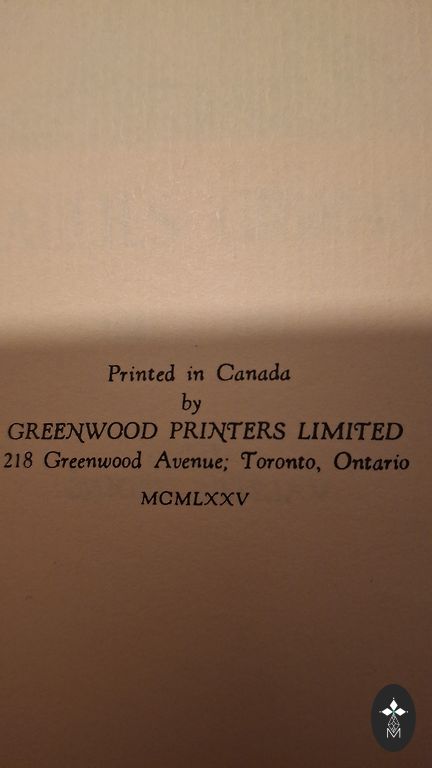 Printed in Canada
by
GREENWOOD PRINTERS LIMITED
218 Greenwood Avenue; Toronto, Ontario
MCMLXXV